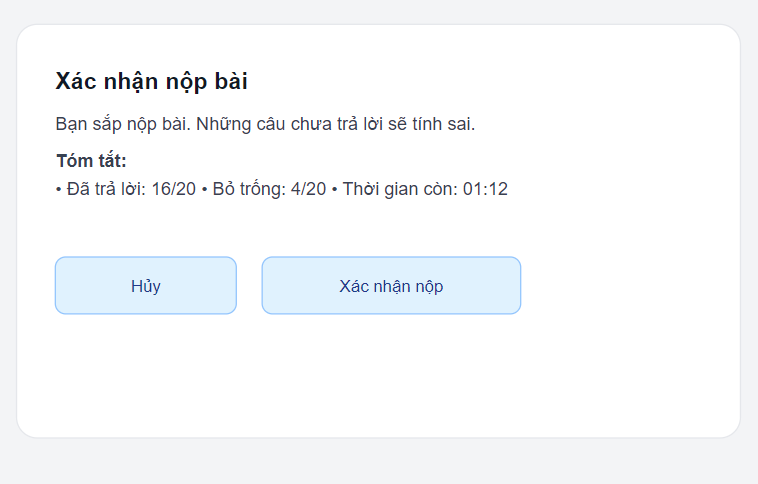 Xác nhận nộp bài
Bạn sắp nộp bài. Những câu chưa trả lời sẽ tính sai.
Tóm tắt:
• Đã trả lời: 16/20 • Bỏ trống: 4/20 • Thời gian còn: 01:12
Hủy
Xác nhận nộp